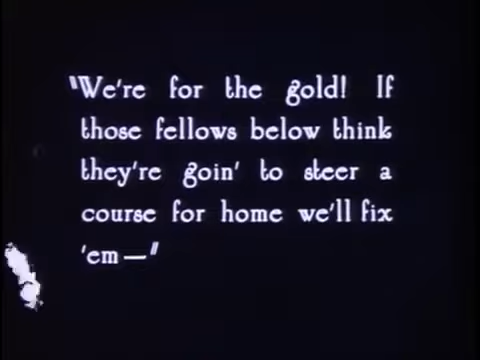 "We're for the gold! If
those fellows below think
they're goin' to steer a
course for home we'll fix
'em—"